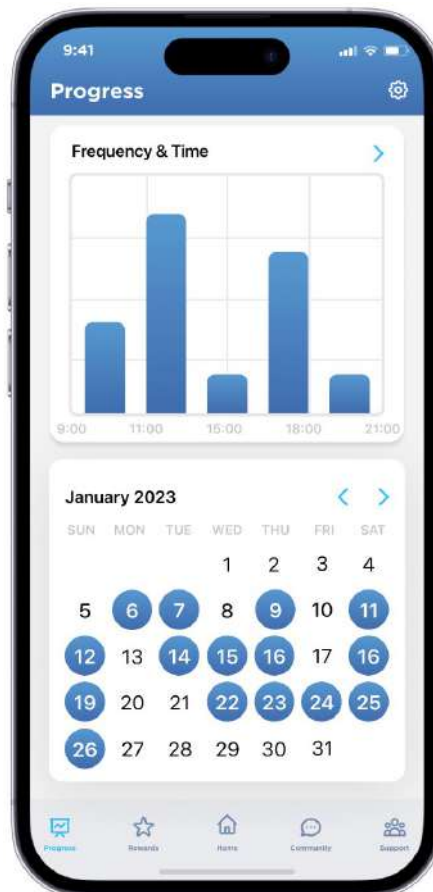 9:41
Progress
Frequency & Time
9:00 11:00 15:00 18:00 21:00
January 2023
SUN MON TUE WED THU FRI SAT
1 2 3 4
5 6 7 8 9 10 11
12 13 14 15 16 17 16
19 20 21 22 23 24 25
26 27 28 29 30 31
Progress Rewards Home Community Support